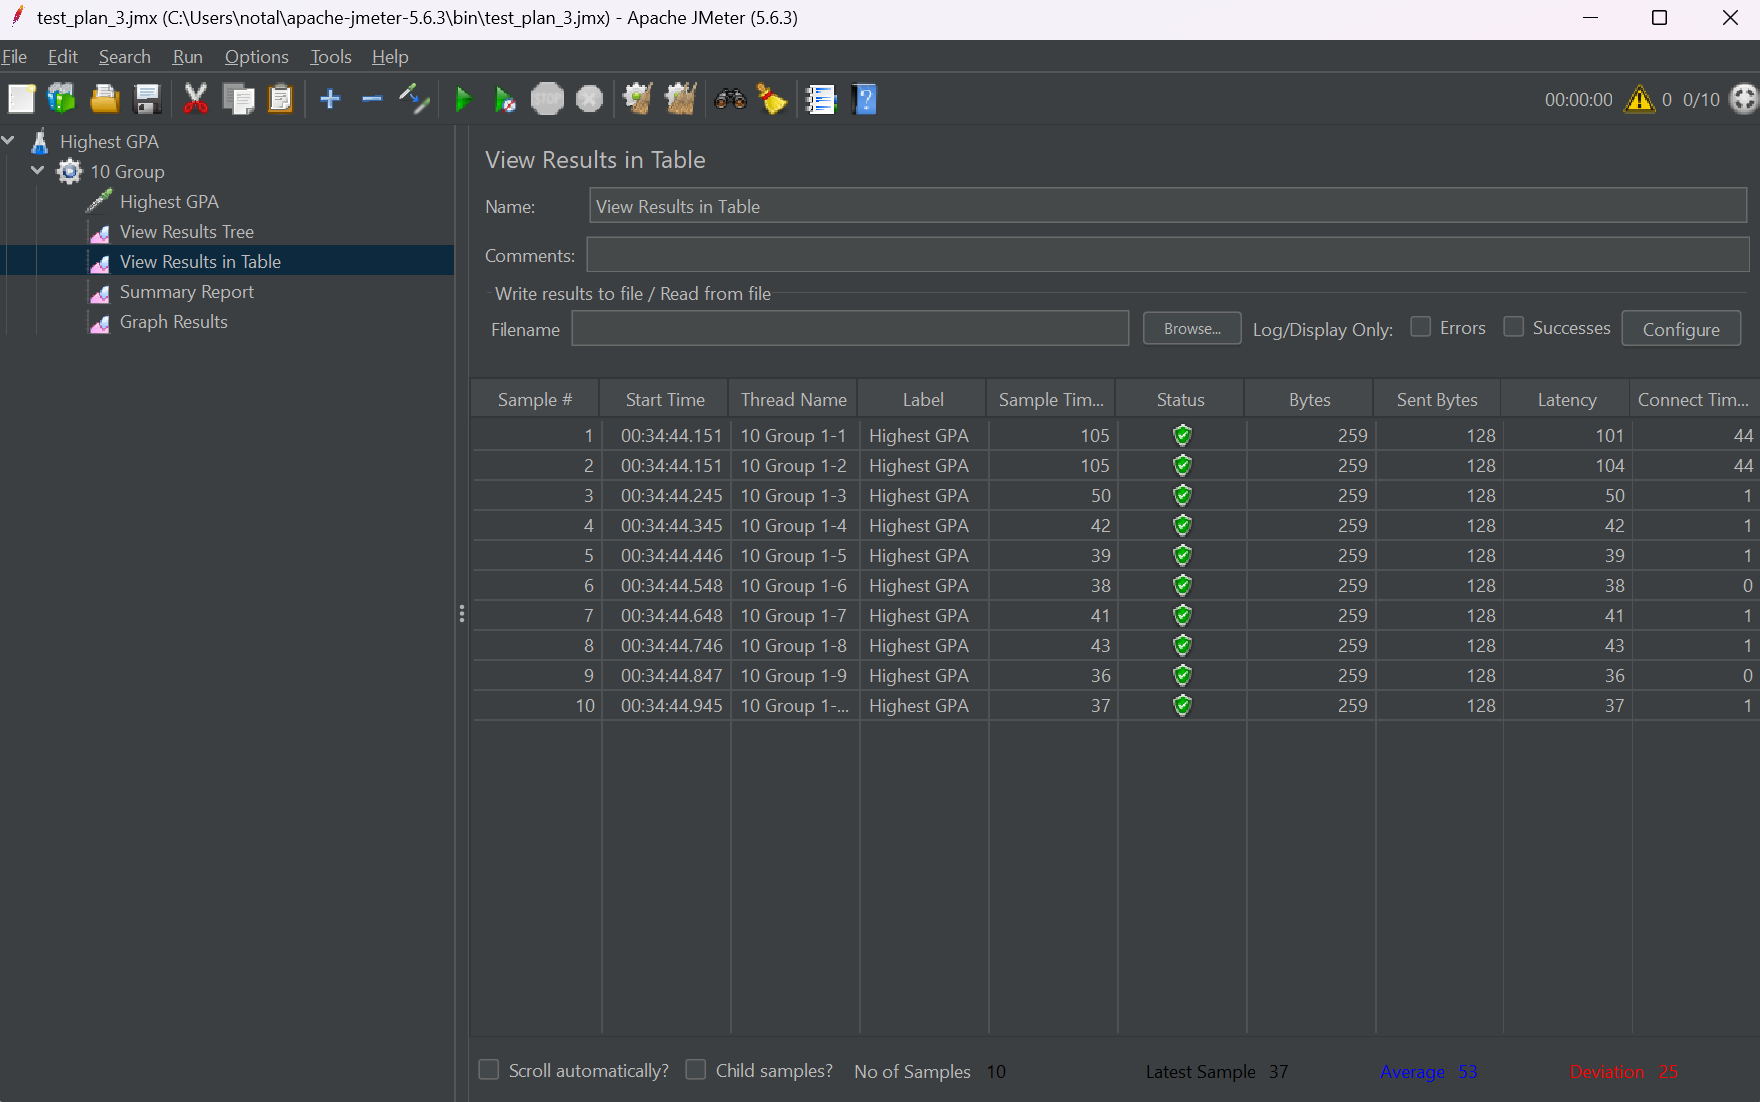 test_plan_3.jmx (C:\Users\notal\apache-jmeter-5.6.3\bin\test_plan_3.jmx) - Apache JMeter (5.6.3)
File Edit Search Run Options Tools Help
STOP 00:00:00 0 0/10
Highest GPA
10 Group
Highest GPA
View Results Tree
View Results in Table
Summary Report
Graph Results
View Results in Table
Name: View Results in Table
Comments:
Write results to file / Read from file
Filename Browse... Log/Display Only: Errors Successes Configure
Sample # Start Time Thread Name Label Sample Tim... Status Bytes Sent Bytes Latency Connect Tim...
1 00:34:44.151 10 Group 1-1 Highest GPA 105 259 128 101 44
2 00:34:44.151 10 Group 1-2 Highest GPA 105 259 128 104 44
3 00:34:44.245 10 Group 1-3 Highest GPA 50 259 128 50 1
4 00:34:44.345 10 Group 1-4 Highest GPA 42 259 128 42 1
5 00:34:44.446 10 Group 1-5 Highest GPA 39 259 128 39 1
6 00:34:44.548 10 Group 1-6 Highest GPA 38 259 128 38 0
7 00:34:44.648 10 Group 1-7 Highest GPA 41 259 128 41 1
8 00:34:44.746 10 Group 1-8 Highest GPA 43 259 128 43 1
9 00:34:44.847 10 Group 1-9 Highest GPA 36 259 128 36 0
10 00:34:44.945 10 Group 1-... Highest GPA 37 259 128 37 1
Scroll automatically? Child samples? No of Samples 10 Latest Sample 37 Average 53 Deviation 25